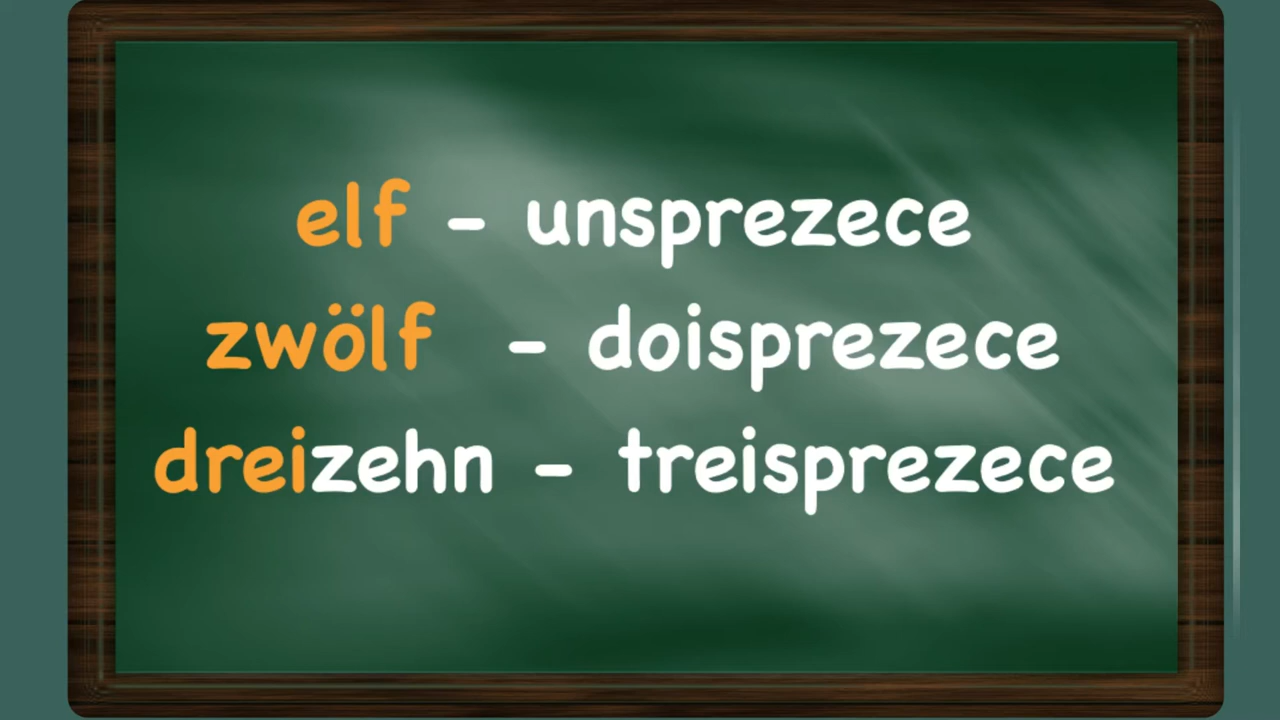 elf - unsprezece
zwölf - doisprezece
dreizehn - treisprezece